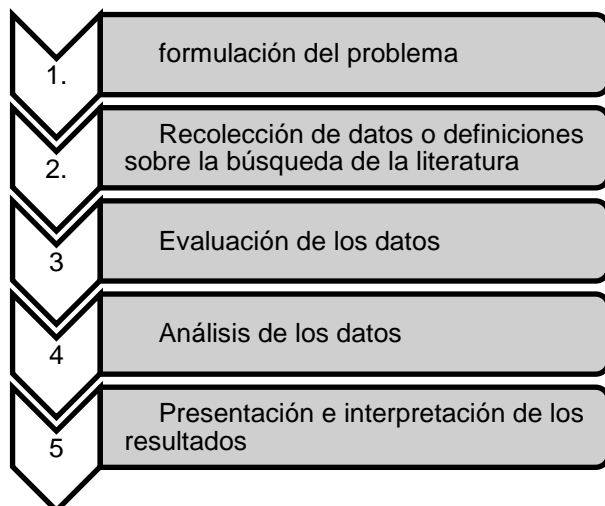 1.
formulación del problema
2.
Recolección de datos o definiciones
sobre la búsqueda de la literatura
3
Evaluación de los datos
4
Análisis de los datos
5
Presentación e interpretación de los
resultados